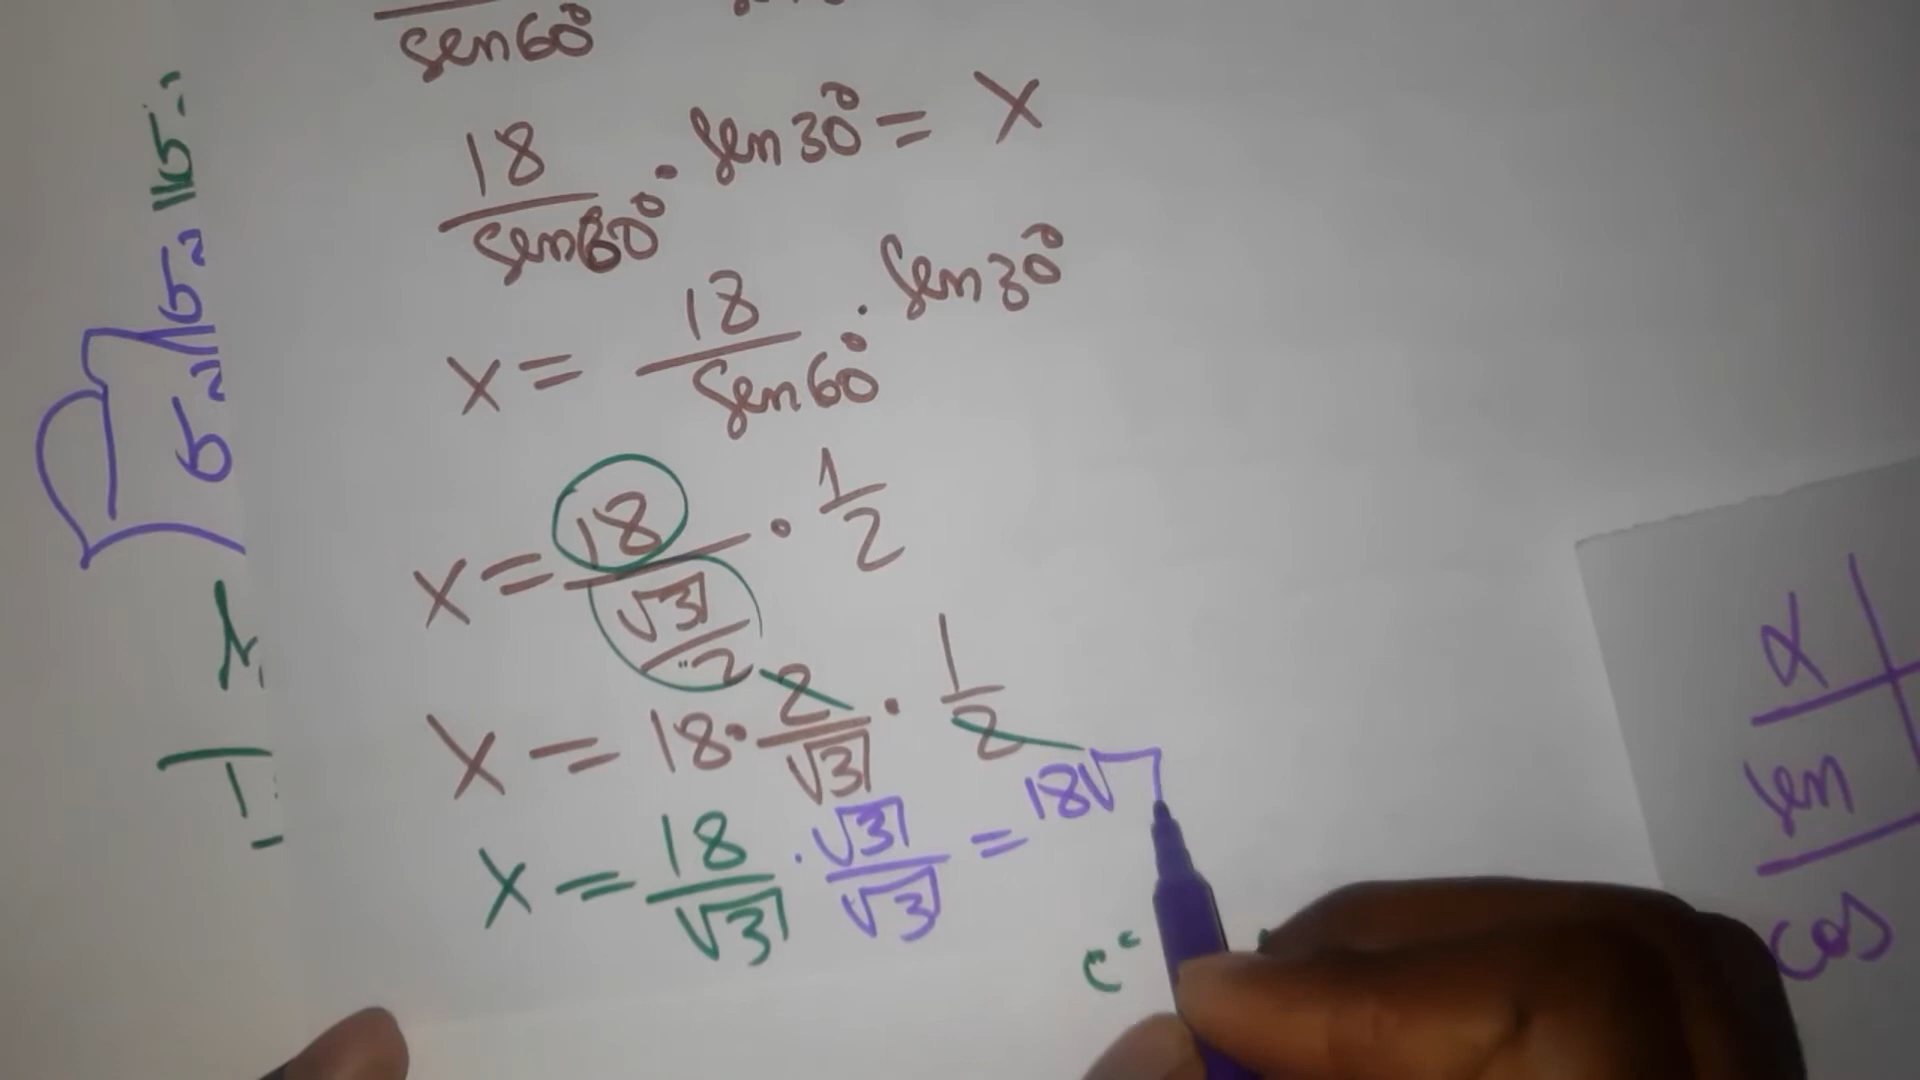 sen60°
18/sen60° · sen30° = x
x = 18/sen60° · sen30°
x = 18/(√3/2) · 1/2
x = 18 · 2/√3 · 1/2
x = 18/√3 · √3/√3 = 18√
α
sen
cos